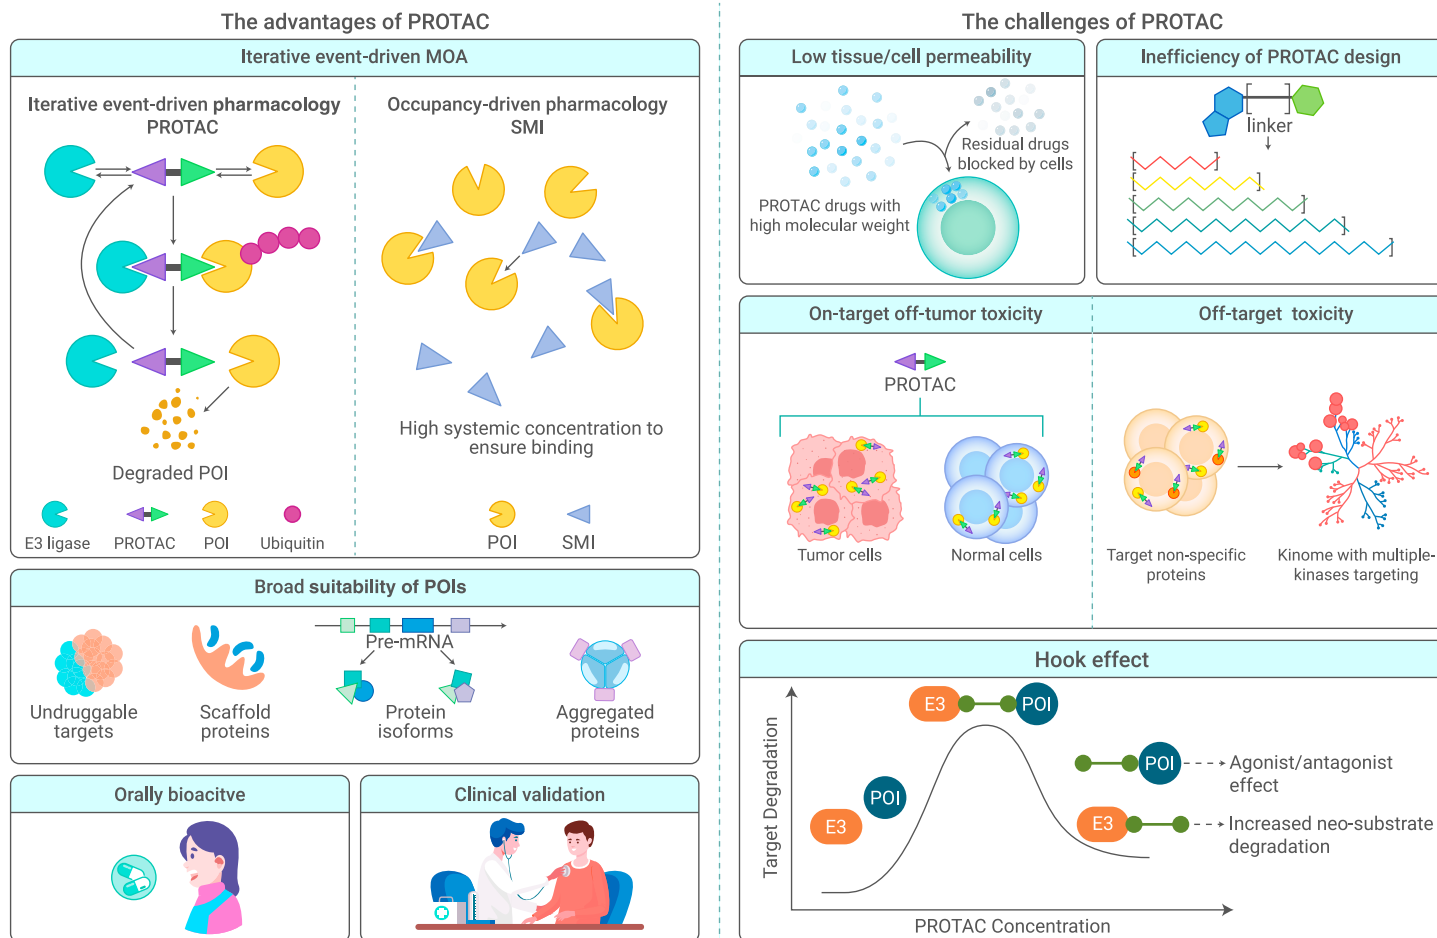 The advantages of PROTAC
Iterative event-driven MOA
Iterative event-driven pharmacology
PROTAC
Occupancy-driven pharmacology
SMI
Degraded POI
High systemic concentration to
ensure binding
E3 ligase
PROTAC
POI
Ubiquitin
POI
SMI
Broad suitability of POIs
Pre-mRNA
Undruggable
targets
Scaffold
proteins
Protein
isoforms
Aggregated
proteins
Orally bioacitve
Clinical validation
The challenges of PROTAC
Low tissue/cell permeability
Residual drugs
blocked by cells
PROTAC drugs with
high molecular weight
Inefficiency of PROTAC design
linker
On-target off-tumor toxicity
PROTAC
Tumor cells
Normal cells
Off-target toxicity
Target non-specific
proteins
Kinome with multiple-
kinases targeting
Hook effect
Target Degradation
E3
POI
E3
POI
POI
Agonist/antagonist
effect
E3
Increased neo-substrate
degradation
PROTAC Concentration